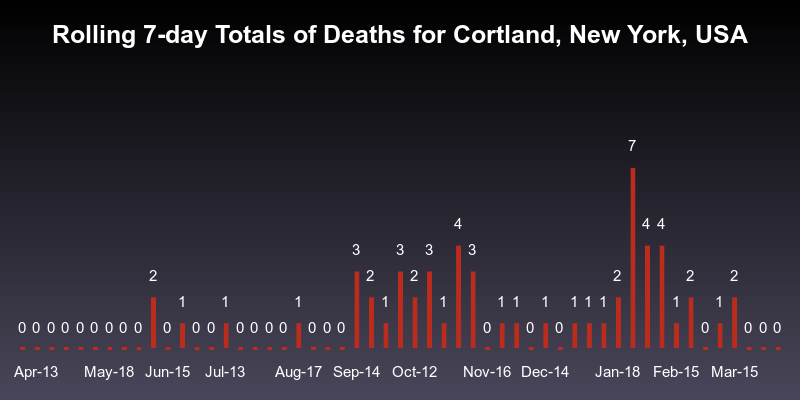 Rolling 7-day Totals of Deaths for Cortland, New York, USA
0 0 0 0 0 0 0 0 0 2 0 1 0 0 1 0 0 0 0 1 0 0 0 3 2 1 3 2 3 1 4 3 0 1 1 0 1 0 1 1 1 2 7 4 4 1 2 0 1 2 0 0 0
Apr-13 May-18 Jun-15 Jul-13 Aug-17 Sep-14 Oct-12 Nov-16 Dec-14 Jan-18 Feb-15 Mar-15